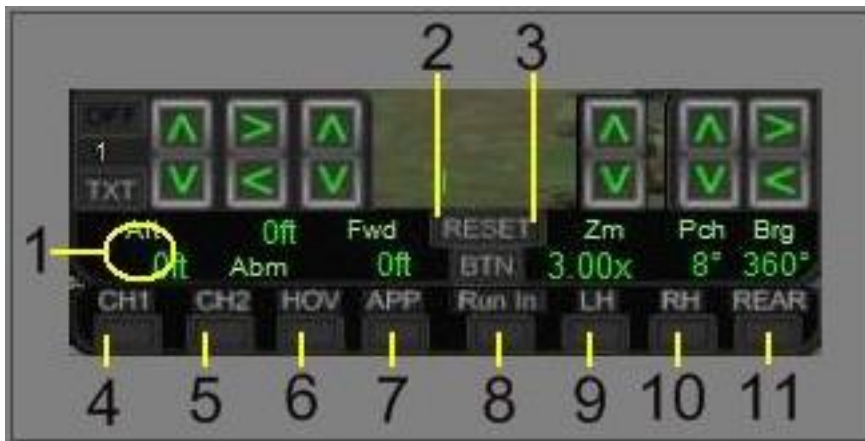 2 3
OFF
1
TXT
Alt 0ft Fwd RESET Zm Pch Brg
1 0ft Abm 0ft BTN 3.00x 8° 360°
CH1 CH2 HOV APP Run In LH RH REAR
4 5 6 7 8 9 10 11